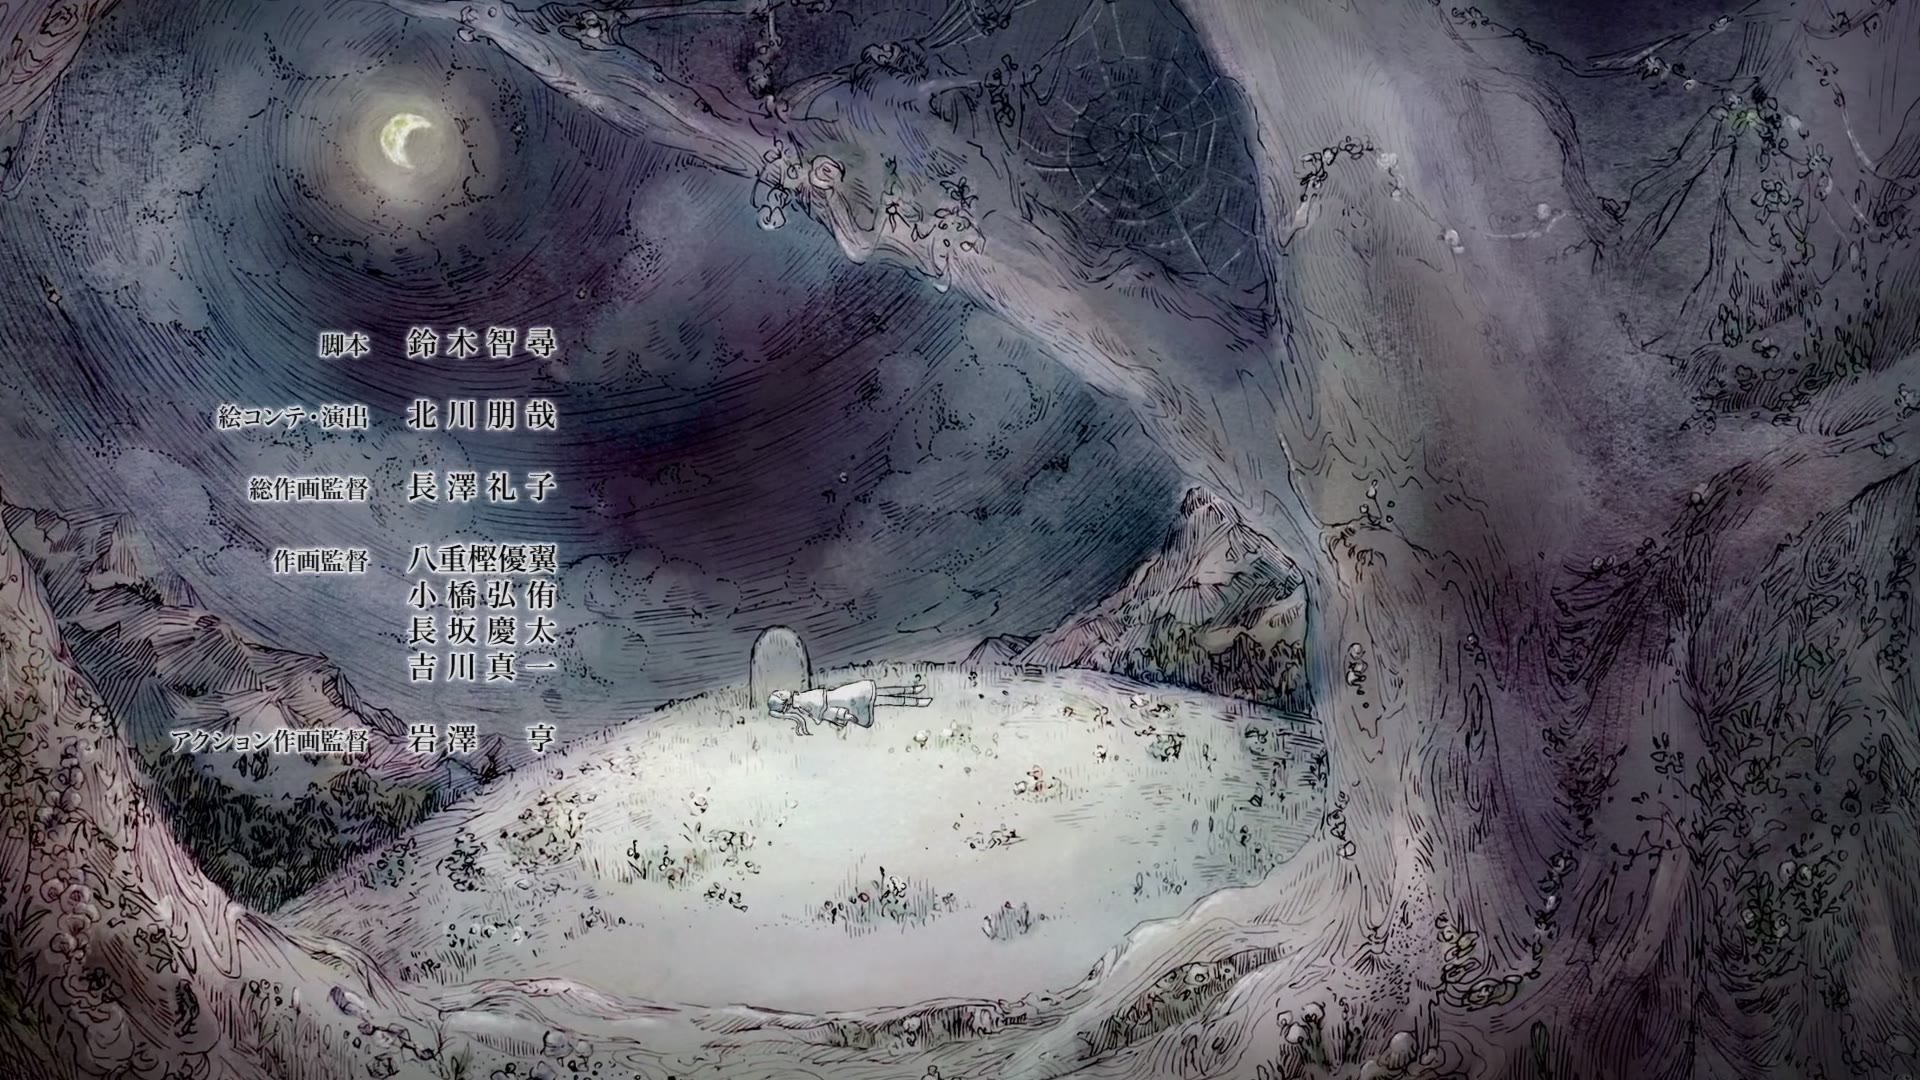 脚本 鈴木智尋
絵コンテ・演出 北川朋哉
総作画監督 長澤礼子
作画監督 八重樫優翼
小橋弘侑
長坂慶太
吉川真一
アクション作画監督 岩澤 亨